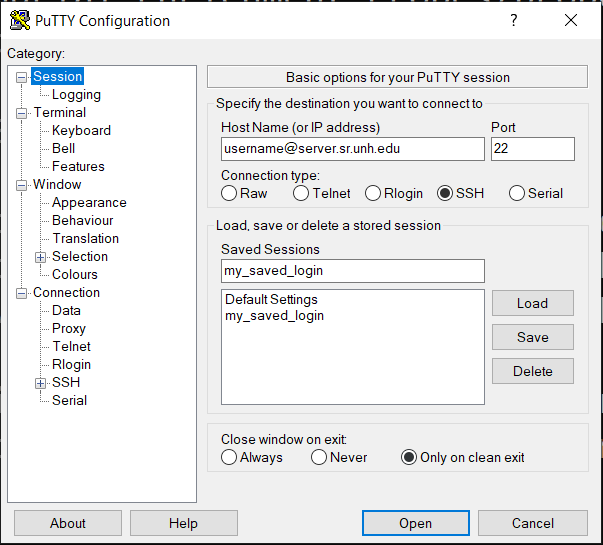 PuTTY Configuration
?
Category:
Session
Logging
Terminal
Keyboard
Bell
Features
Window
Appearance
Behaviour
Translation
Selection
Colours
Connection
Data
Proxy
Telnet
Rlogin
SSH
Serial
Basic options for your PuTTY session
Specify the destination you want to connect to
Host Name (or IP address) Port
username@server.sr.unh.edu 22
Connection type:
Raw Telnet Rlogin SSH Serial
Load, save or delete a stored session
Saved Sessions
my_saved_login
Default Settings
my_saved_login
Load
Save
Delete
Close window on exit:
Always Never Only on clean exit
About Help Open Cancel